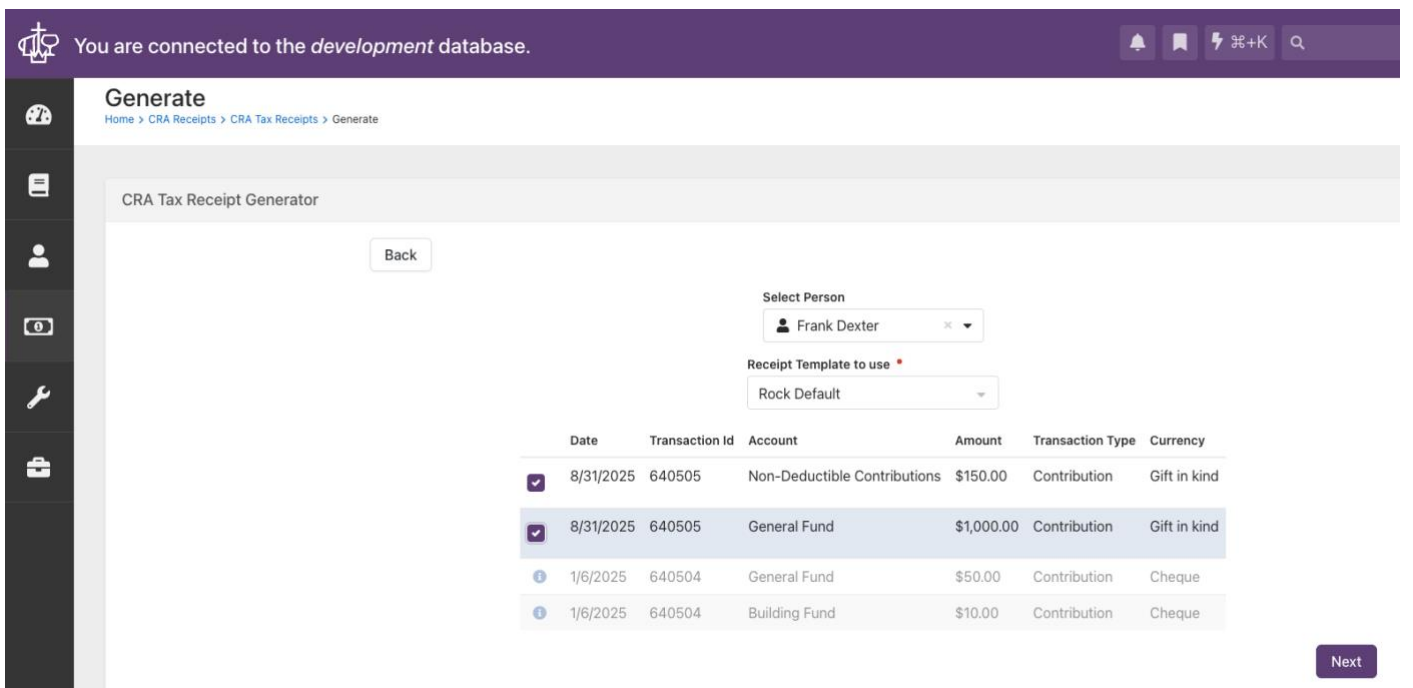 You are connected to the development database.
⌘+K
Generate
Home > CRA Receipts > CRA Tax Receipts > Generate
CRA Tax Receipt Generator
Back
Select Person
Frank Dexter
Receipt Template to use *
Rock Default
Date Transaction Id Account Amount Transaction Type Currency
8/31/2025 640505 Non-Deductible Contributions $150.00 Contribution Gift in kind
8/31/2025 640505 General Fund $1,000.00 Contribution Gift in kind
1/6/2025 640504 General Fund $50.00 Contribution Cheque
1/6/2025 640504 Building Fund $10.00 Contribution Cheque
Next